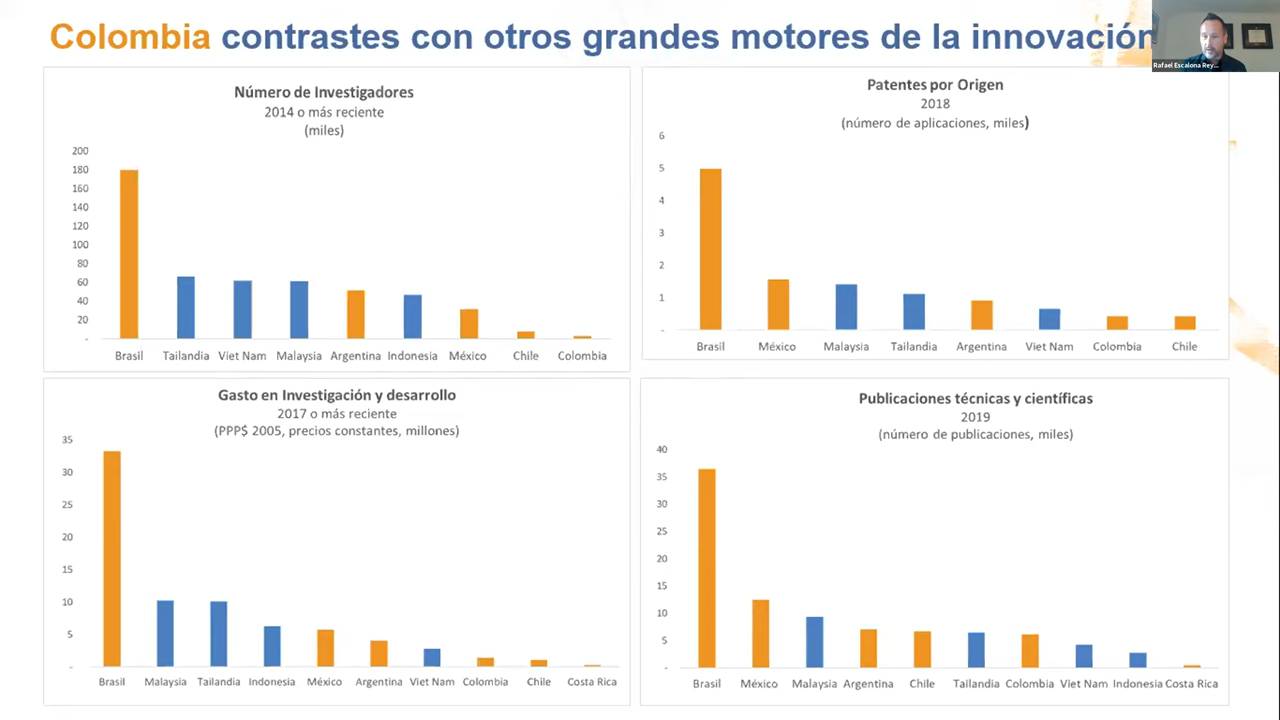 Colombia contrastes con otros grandes motores de la innovación
Rafael Escalona Rey...
Número de Investigadores
2014 o más reciente
(miles)
200
180
160
140
120
100
80
60
40
20
-
Brasil Tailandia Viet Nam Malaysia Argentina Indonesia México Chile Colombia
Patentes por Origen
2018
(número de aplicaciones, miles)
6
5
4
3
2
1
-
Brasil México Malaysia Tailandia Argentina Viet Nam Colombia Chile
Gasto en Investigación y desarrollo
2017 o más reciente
(PPP$ 2005, precios constantes, millones)
35
30
25
20
15
10
5
-
Brasil Malaysia Tailandia Indonesia México Argentina Viet Nam Colombia Chile Costa Rica
Publicaciones técnicas y científicas
2019
(número de publicaciones, miles)
40
35
30
25
20
15
10
5
-
Brasil México Malaysia Argentina Chile Tailandia Colombia Viet Nam Indonesia Costa Rica